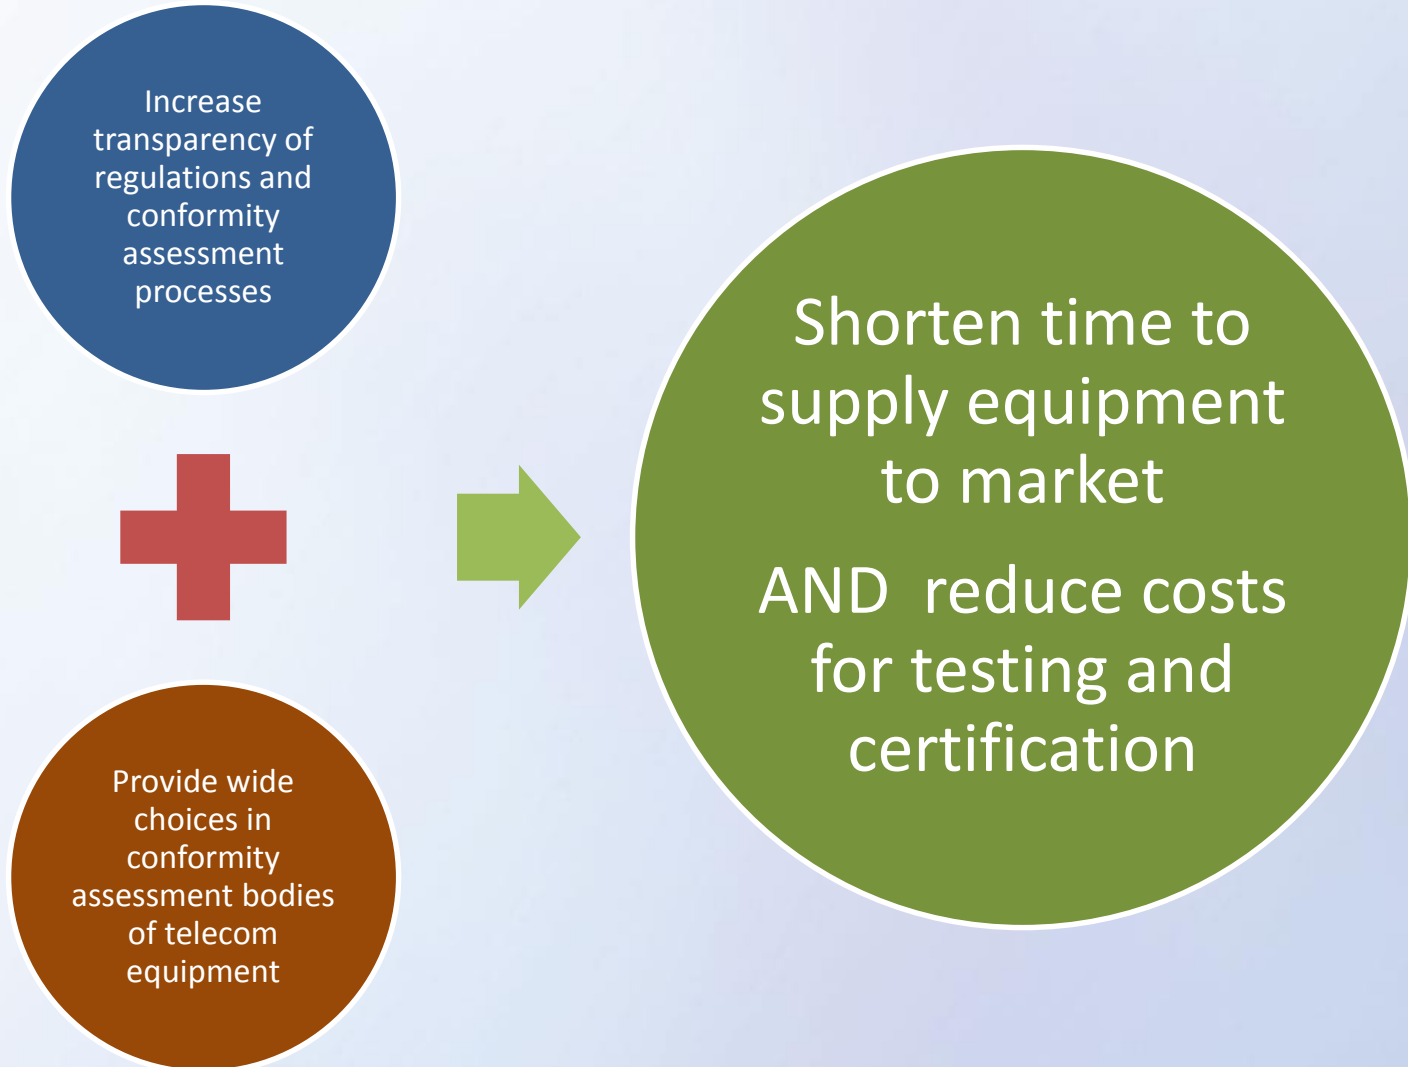 Increase
transparency of
regulations and
conformity
assessment
processes
Provide wide
choices in
conformity
assessment bodies
of telecom
equipment
Shorten time to
supply equipment
to market
AND  reduce costs
for testing and
certification